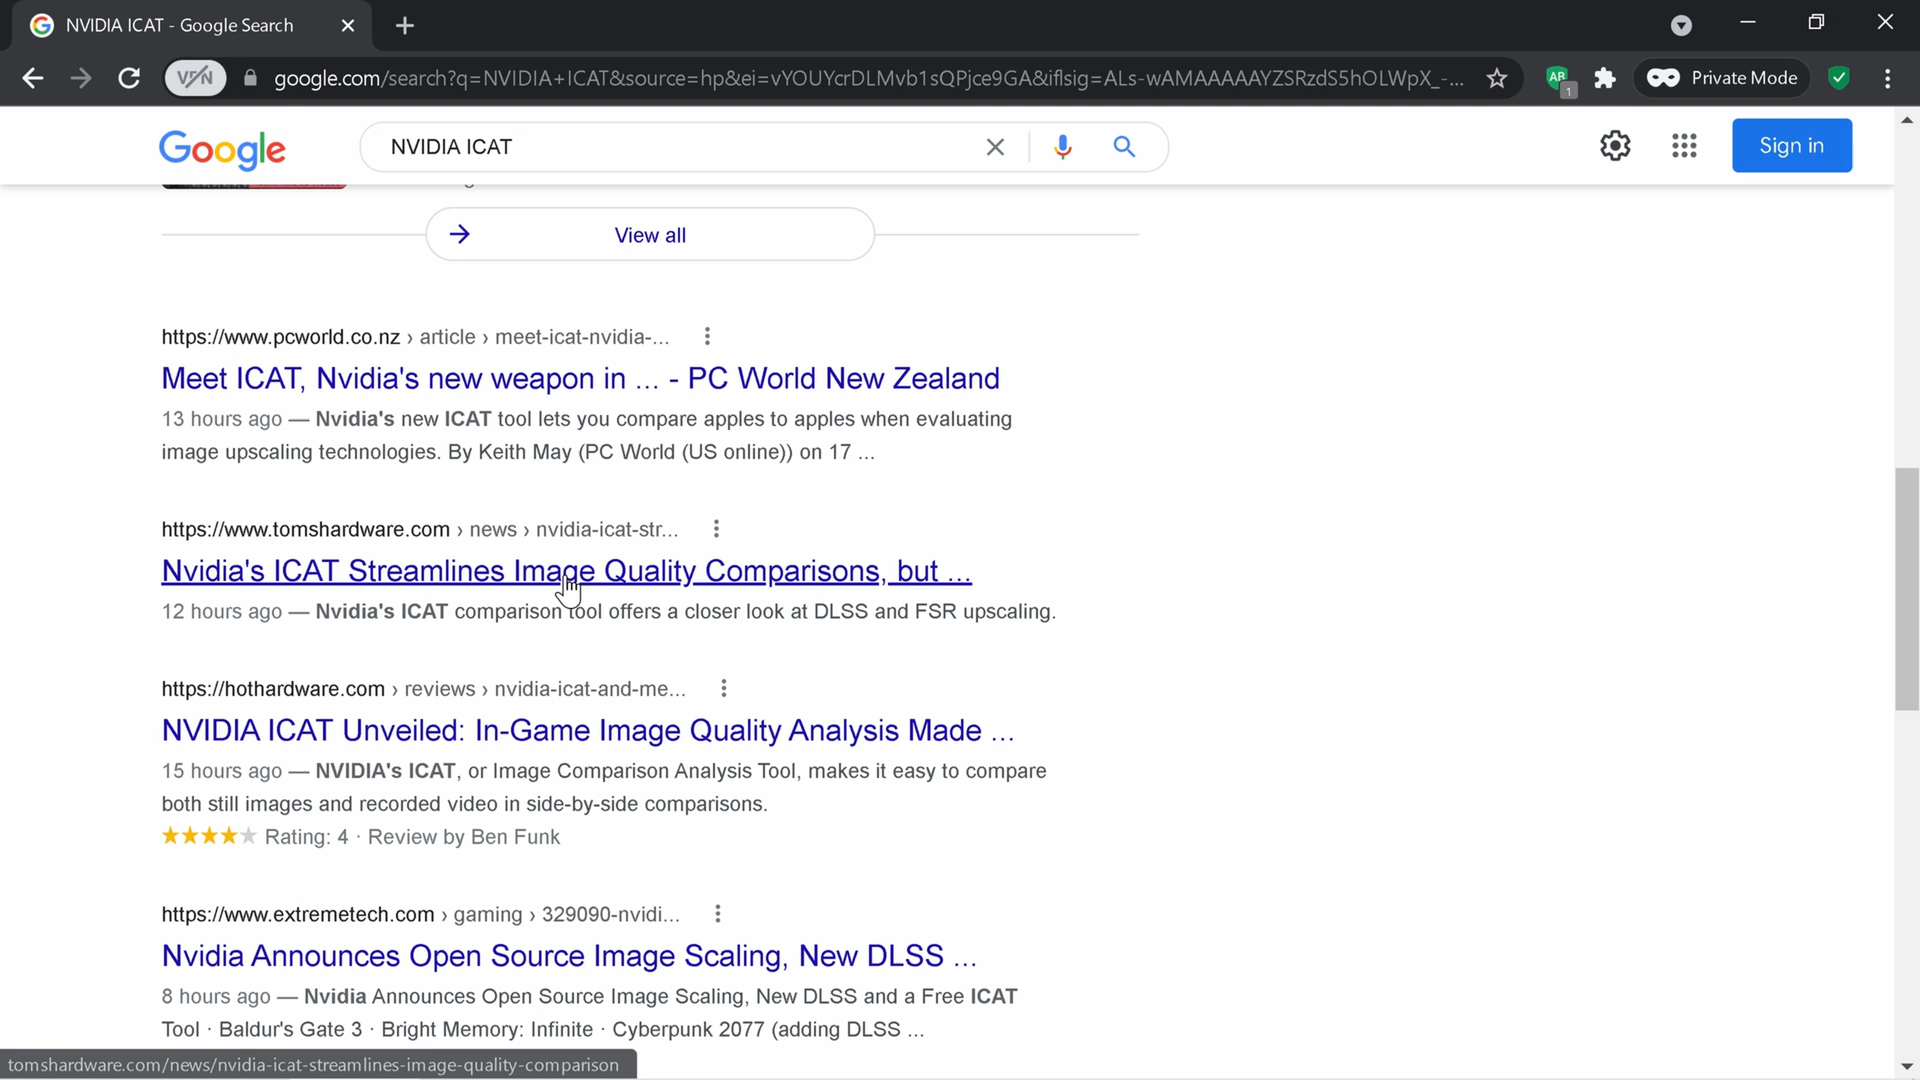 NVIDIA ICAT - Google Search
VPN
google.com/search?q=NVIDIA+ICAT&source=hp&ei=vYOUYcrDLMvb1sQPjce9GA&iflsig=ALs-wAMAAAAAYZSRzdS5hOLWpX_-...
AB
1
Private Mode
Google
NVIDIA ICAT
Sign in
View all
https://www.pcworld.co.nz › article › meet-icat-nvidia-...
Meet ICAT, Nvidia's new weapon in ... - PC World New Zealand
13 hours ago — Nvidia's new ICAT tool lets you compare apples to apples when evaluating
image upscaling technologies. By Keith May (PC World (US online)) on 17 ...
https://www.tomshardware.com › news › nvidia-icat-str...
Nvidia's ICAT Streamlines Image Quality Comparisons, but ...
12 hours ago — Nvidia's ICAT comparison tool offers a closer look at DLSS and FSR upscaling.
https://hothardware.com › reviews › nvidia-icat-and-me...
NVIDIA ICAT Unveiled: In-Game Image Quality Analysis Made ...
15 hours ago — NVIDIA's ICAT, or Image Comparison Analysis Tool, makes it easy to compare
both still images and recorded video in side-by-side comparisons.
Rating: 4 · Review by Ben Funk
https://www.extremetech.com › gaming › 329090-nvidi...
Nvidia Announces Open Source Image Scaling, New DLSS ...
8 hours ago — Nvidia Announces Open Source Image Scaling, New DLSS and a Free ICAT
Tool · Baldur's Gate 3 · Bright Memory: Infinite · Cyberpunk 2077 (adding DLSS ...
tomshardware.com/news/nvidia-icat-streamlines-image-quality-comparison